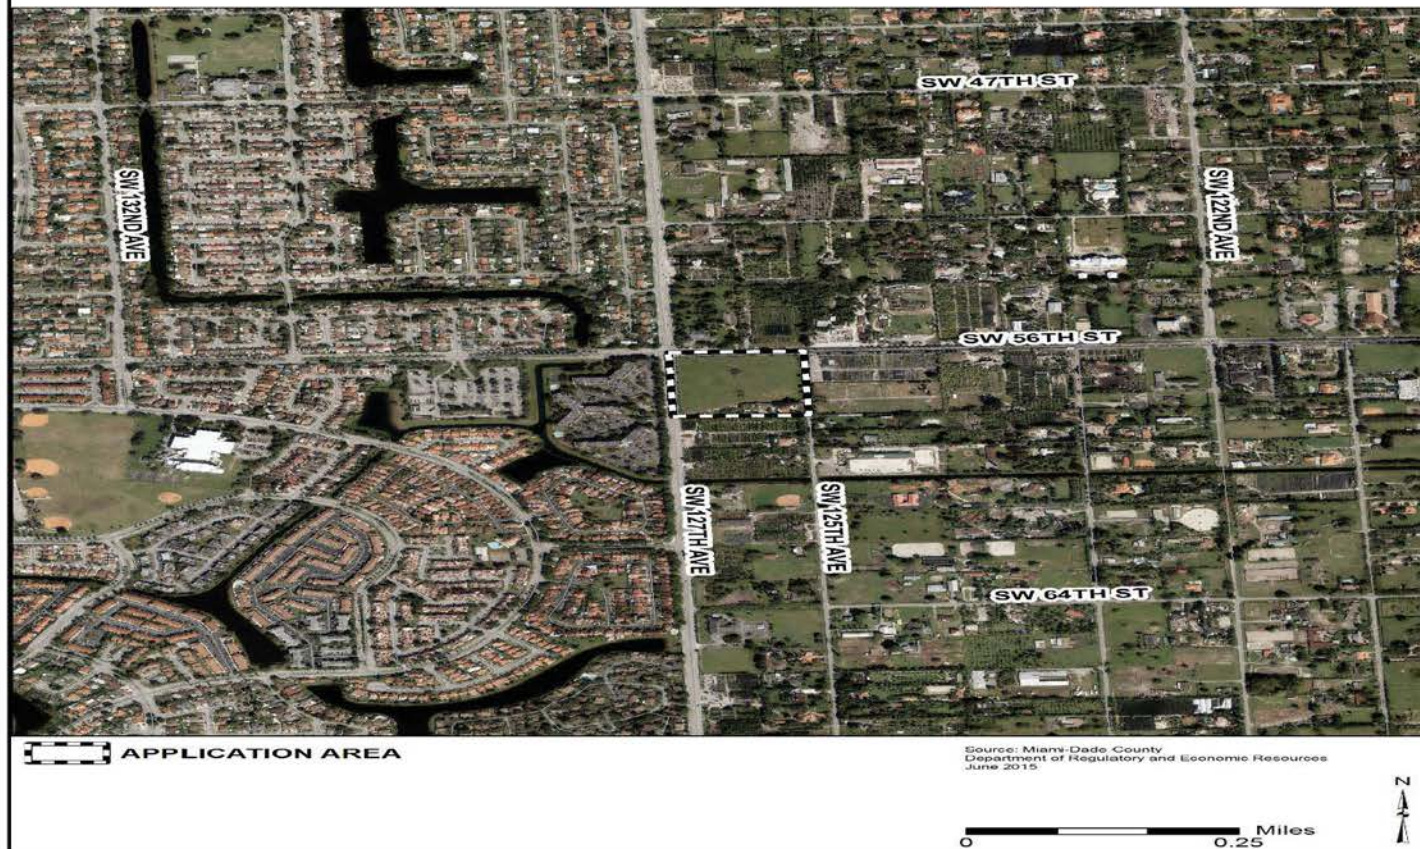 SW 47TH ST
SW 132ND AVE
SW 122ND AVE
SW 56TH ST
SW 127TH AVE
SW 125TH AVE
SW 64TH ST
APPLICATION AREA
Source: Miami-Dade County
Department of Regulatory and Economic Resources
June 2015
N
Miles
0 0.25